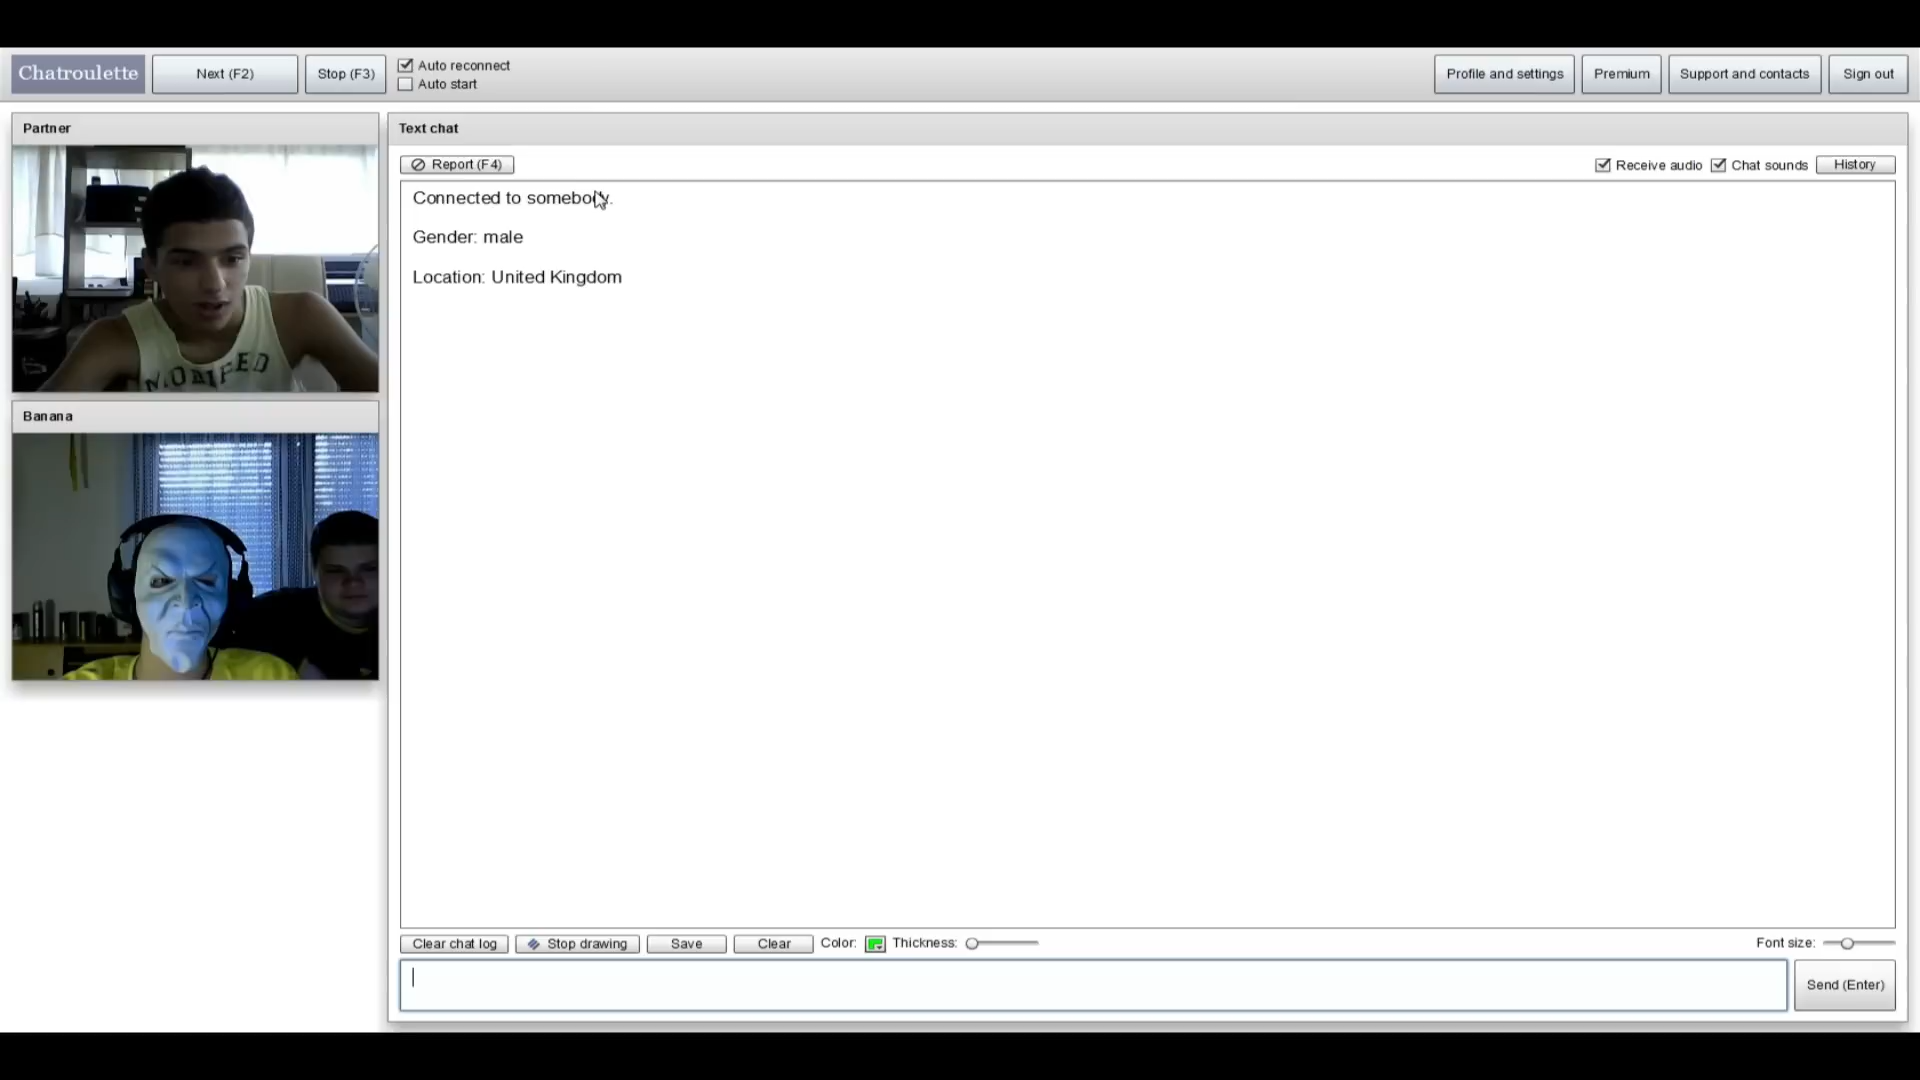 Chatroulette
Next (F2)
Stop (F3)
Auto reconnect
Auto start
Profile and settings
Premium
Support and contacts
Sign out
Partner
Text chat
Report (F4)
Receive audio
Chat sounds
History
Connected to somebody.
Gender: male
Location: United Kingdom
Banana
Clear chat log
Stop drawing
Save
Clear
Color:
Thickness:
Font size:
Send (Enter)